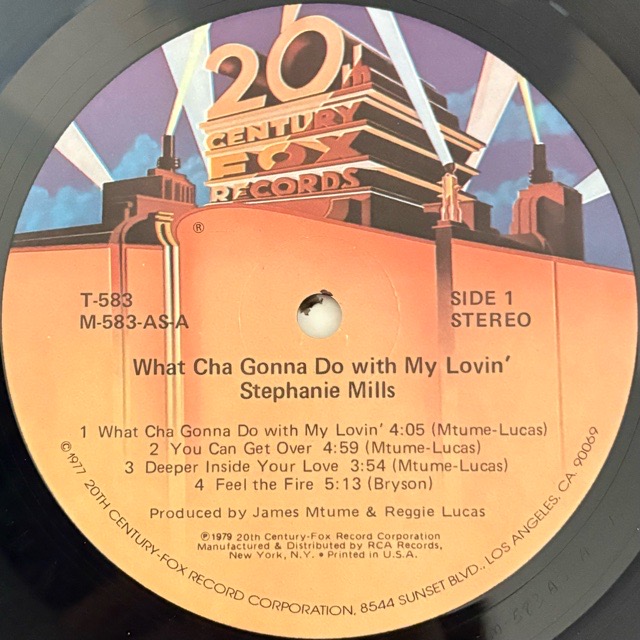 20th
CENTURY
FOX
RECORDS
®
T-583
M-583-AS-A
SIDE 1
STEREO
What Cha Gonna Do with My Lovin'
Stephanie Mills
1 What Cha Gonna Do with My Lovin' 4:05 (Mtume-Lucas)
2 You Can Get Over 4:59 (Mtume-Lucas)
3 Deeper Inside Your Love 3:54 (Mtume-Lucas)
4 Feel the Fire 5:13 (Bryson)
Produced by James Mtume & Reggie Lucas
℗1979 20th Century-Fox Record Corporation
Manufactured & Distributed by RCA Records,
New York, N.Y. • Printed in U.S.A.
©1977 20TH CENTURY-FOX RECORD CORPORATION, 8544 SUNSET BLVD., LOS ANGELES, CA. 90069